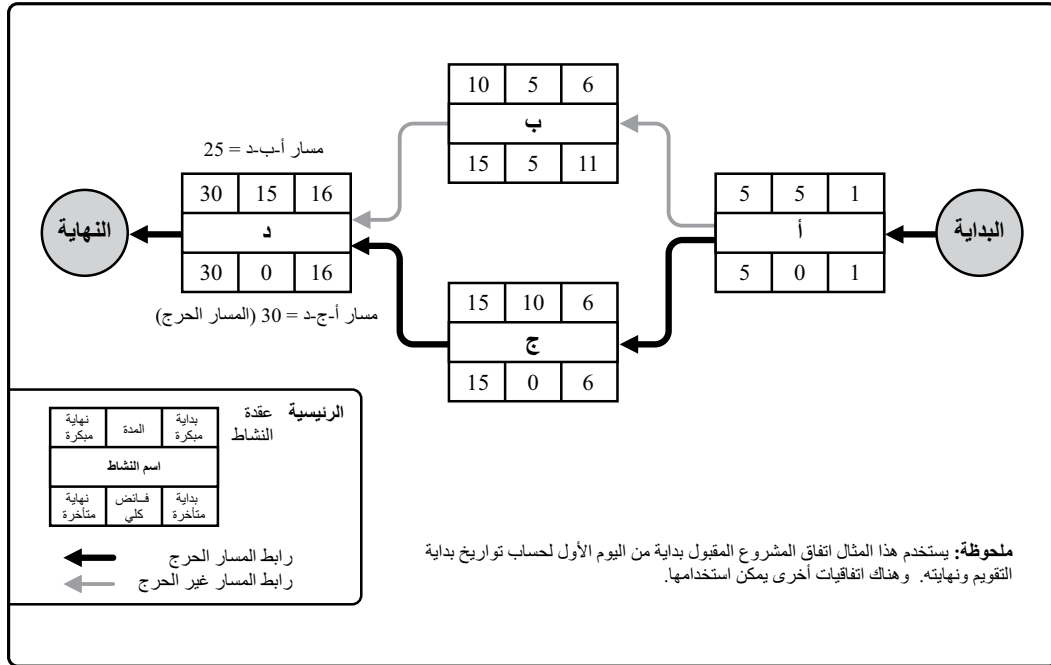 البداية
5 5 1
أ
5 0 1
10 5 6
ب
15 5 11
15 10 6
ج
15 0 6
مسار أ-ب-د = 25
30 15 16
د
30 0 16
مسار أ-ج-د = 30 (المسار الحرج)
النهاية
الرئيسية عقدة
النشاط
بداية مبكرة
المدة
نهاية مبكرة
اسم النشاط
بداية متأخرة
فائض كلي
نهاية متأخرة
رابط المسار الحرج
رابط المسار غير الحرج
ملحوظة: يستخدم هذا المثال اتفاق المشروع المقبول بداية من اليوم الأول لحساب تواريخ بداية
التقويم ونهايته. وهناك اتفاقيات أخرى يمكن استخدامها.